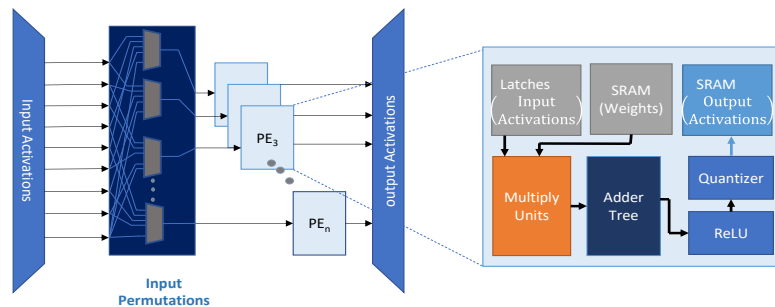 Input Activations
Input
Permutations
PE3
PEn
output Activations
Latches
(Input
Activations)
SRAM
(Weights)
SRAM
(Output
Activations)
Multiply
Units
Adder
Tree
Quantizer
ReLU